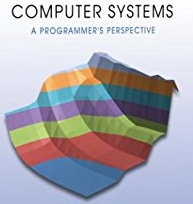 COMPUTER SYSTEMS
A PROGRAMMER'S PERSPECTIVE